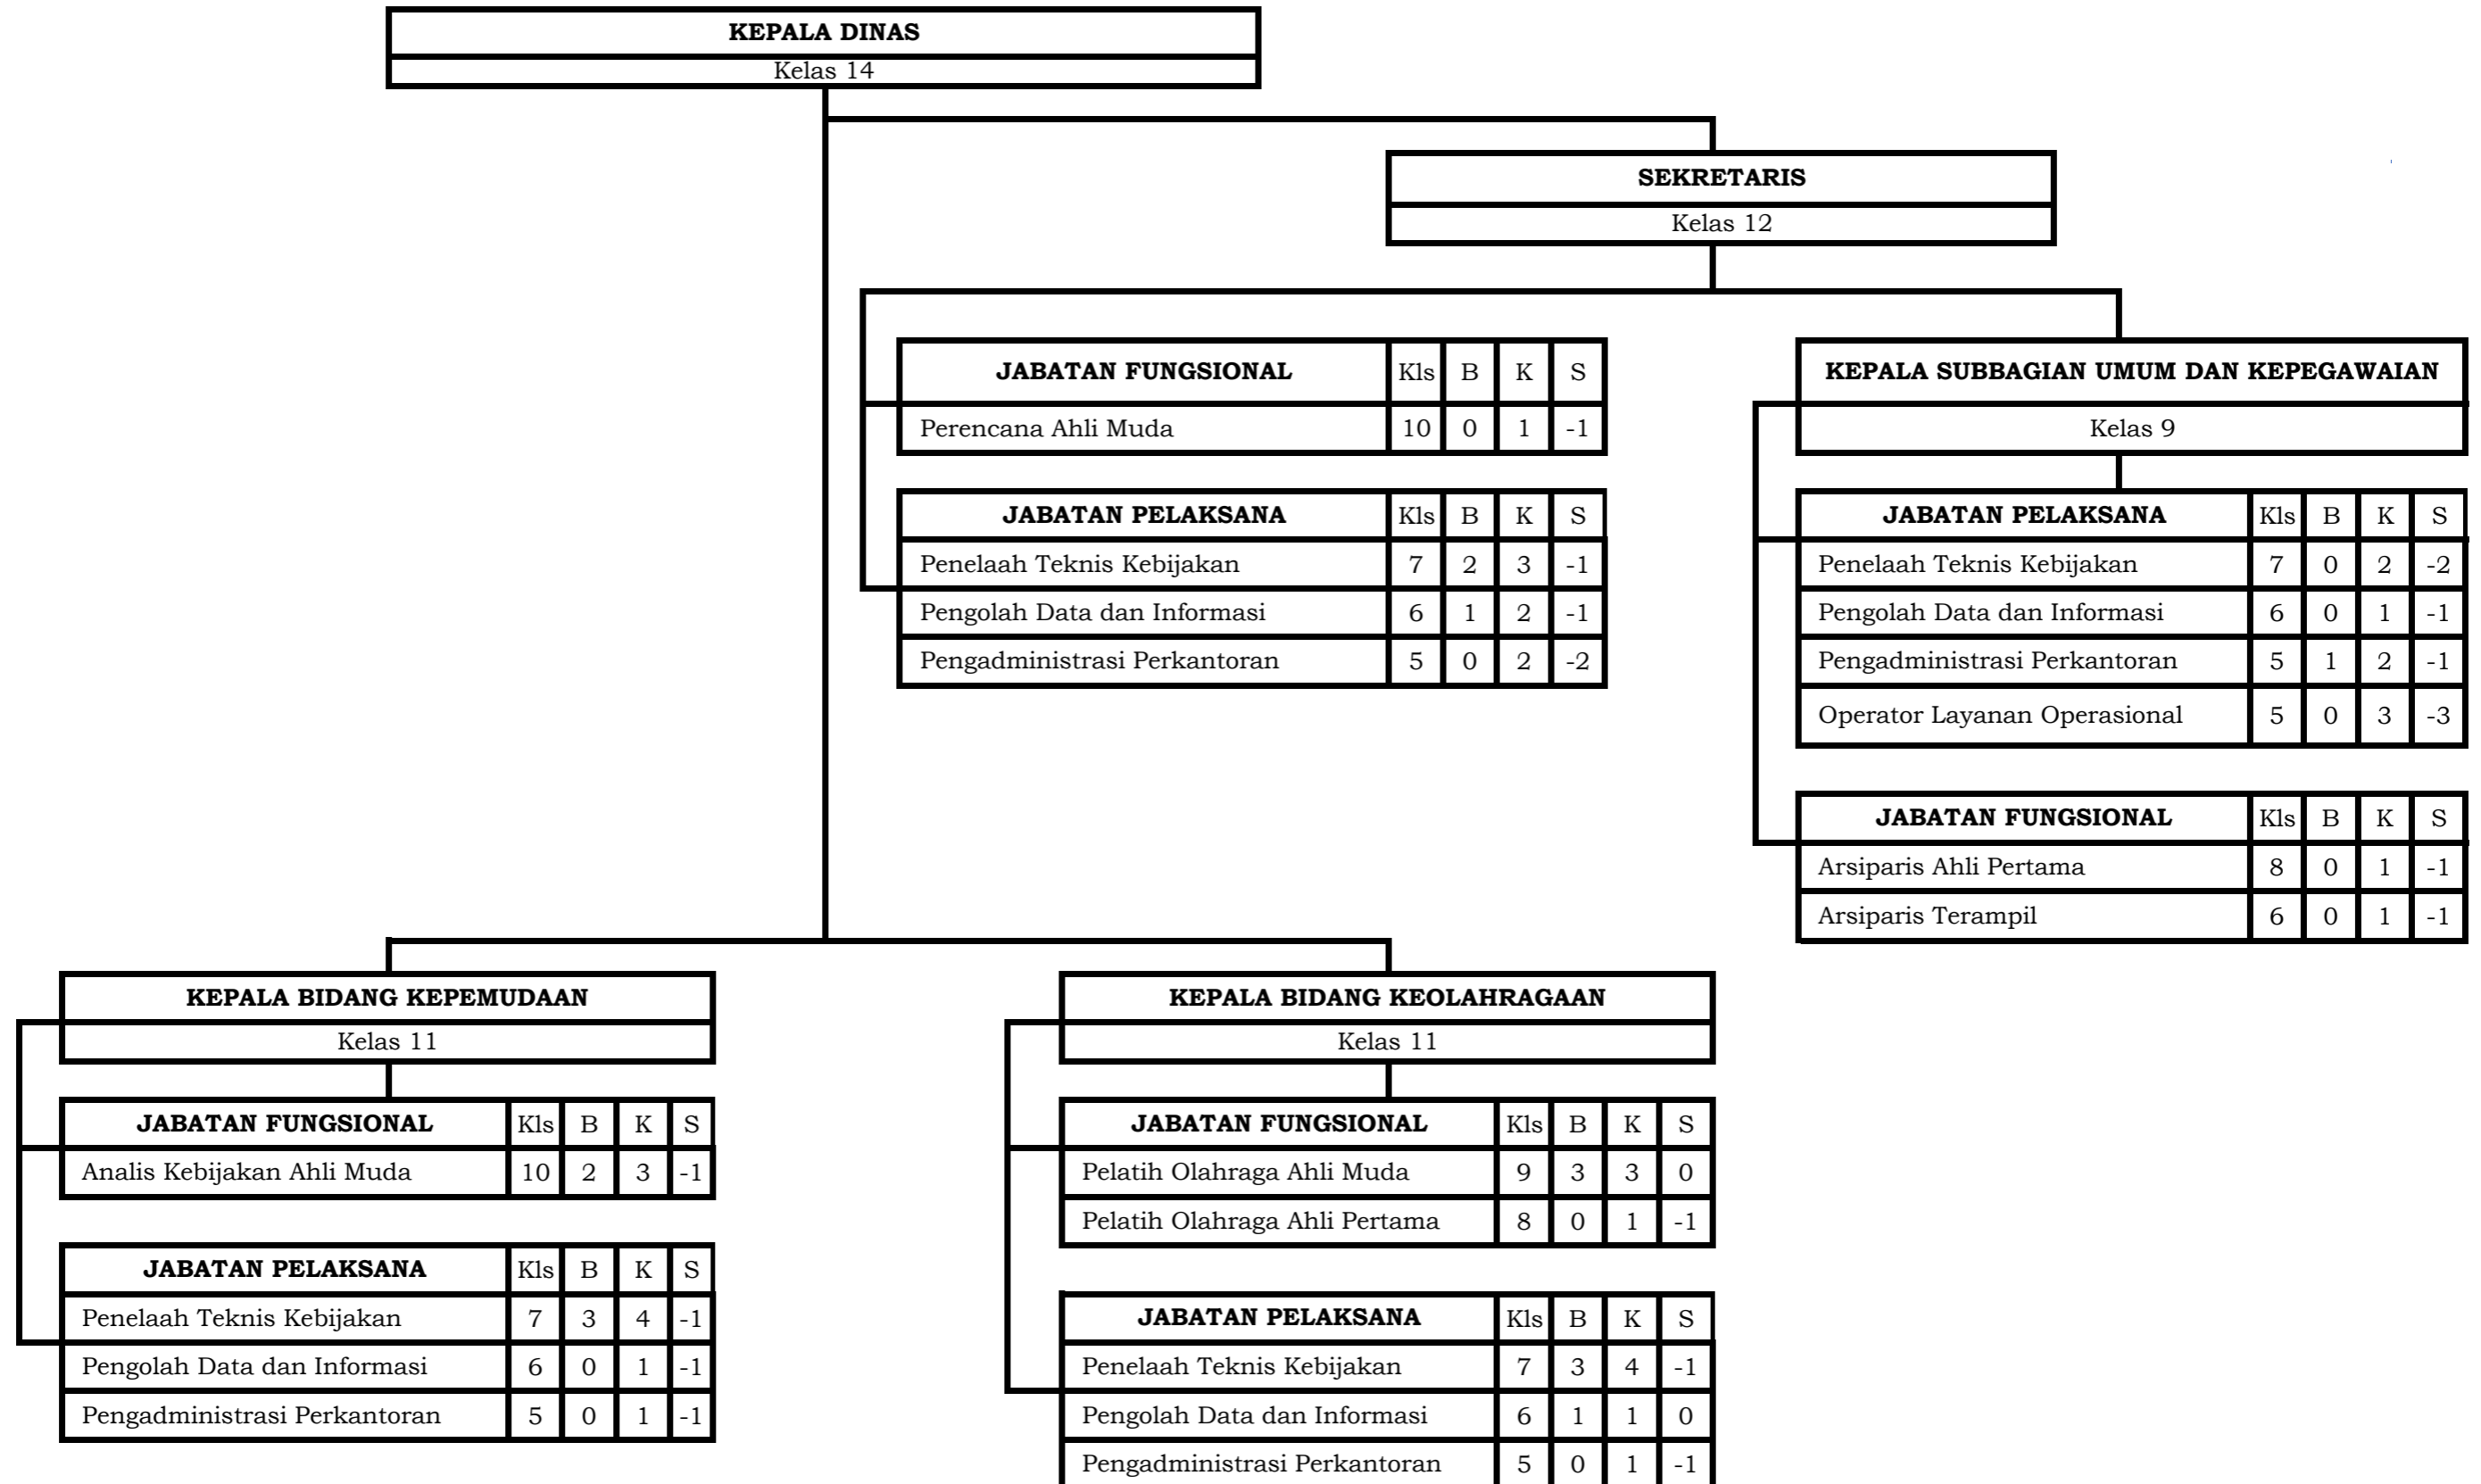 KEPALA DINAS
Kelas 14
SEKRETARIS
Kelas 12
JABATAN FUNGSIONAL Kls B K S
Perencana Ahli Muda 10 0 1 -1
JABATAN PELAKSANA Kls B K S
Penelaah Teknis Kebijakan 7 2 3 -1
Pengolah Data dan Informasi 6 1 2 -1
Pengadministrasi Perkantoran 5 0 2 -2
KEPALA SUBBAGIAN UMUM DAN KEPEGAWAIAN
Kelas 9
JABATAN PELAKSANA Kls B K S
Penelaah Teknis Kebijakan 7 0 2 -2
Pengolah Data dan Informasi 6 0 1 -1
Pengadministrasi Perkantoran 5 1 2 -1
Operator Layanan Operasional 5 0 3 -3
JABATAN FUNGSIONAL Kls B K S
Arsiparis Ahli Pertama 8 0 1 -1
Arsiparis Terampil 6 0 1 -1
KEPALA BIDANG KEPEMUDAAN
Kelas 11
JABATAN FUNGSIONAL Kls B K S
Analis Kebijakan Ahli Muda 10 2 3 -1
JABATAN PELAKSANA Kls B K S
Penelaah Teknis Kebijakan 7 3 4 -1
Pengolah Data dan Informasi 6 0 1 -1
Pengadministrasi Perkantoran 5 0 1 -1
KEPALA BIDANG KEOLAHRAGAAN
Kelas 11
JABATAN FUNGSIONAL Kls B K S
Pelatih Olahraga Ahli Muda 9 3 3 0
Pelatih Olahraga Ahli Pertama 8 0 1 -1
JABATAN PELAKSANA Kls B K S
Penelaah Teknis Kebijakan 7 3 4 -1
Pengolah Data dan Informasi 6 1 1 0
Pengadministrasi Perkantoran 5 0 1 -1